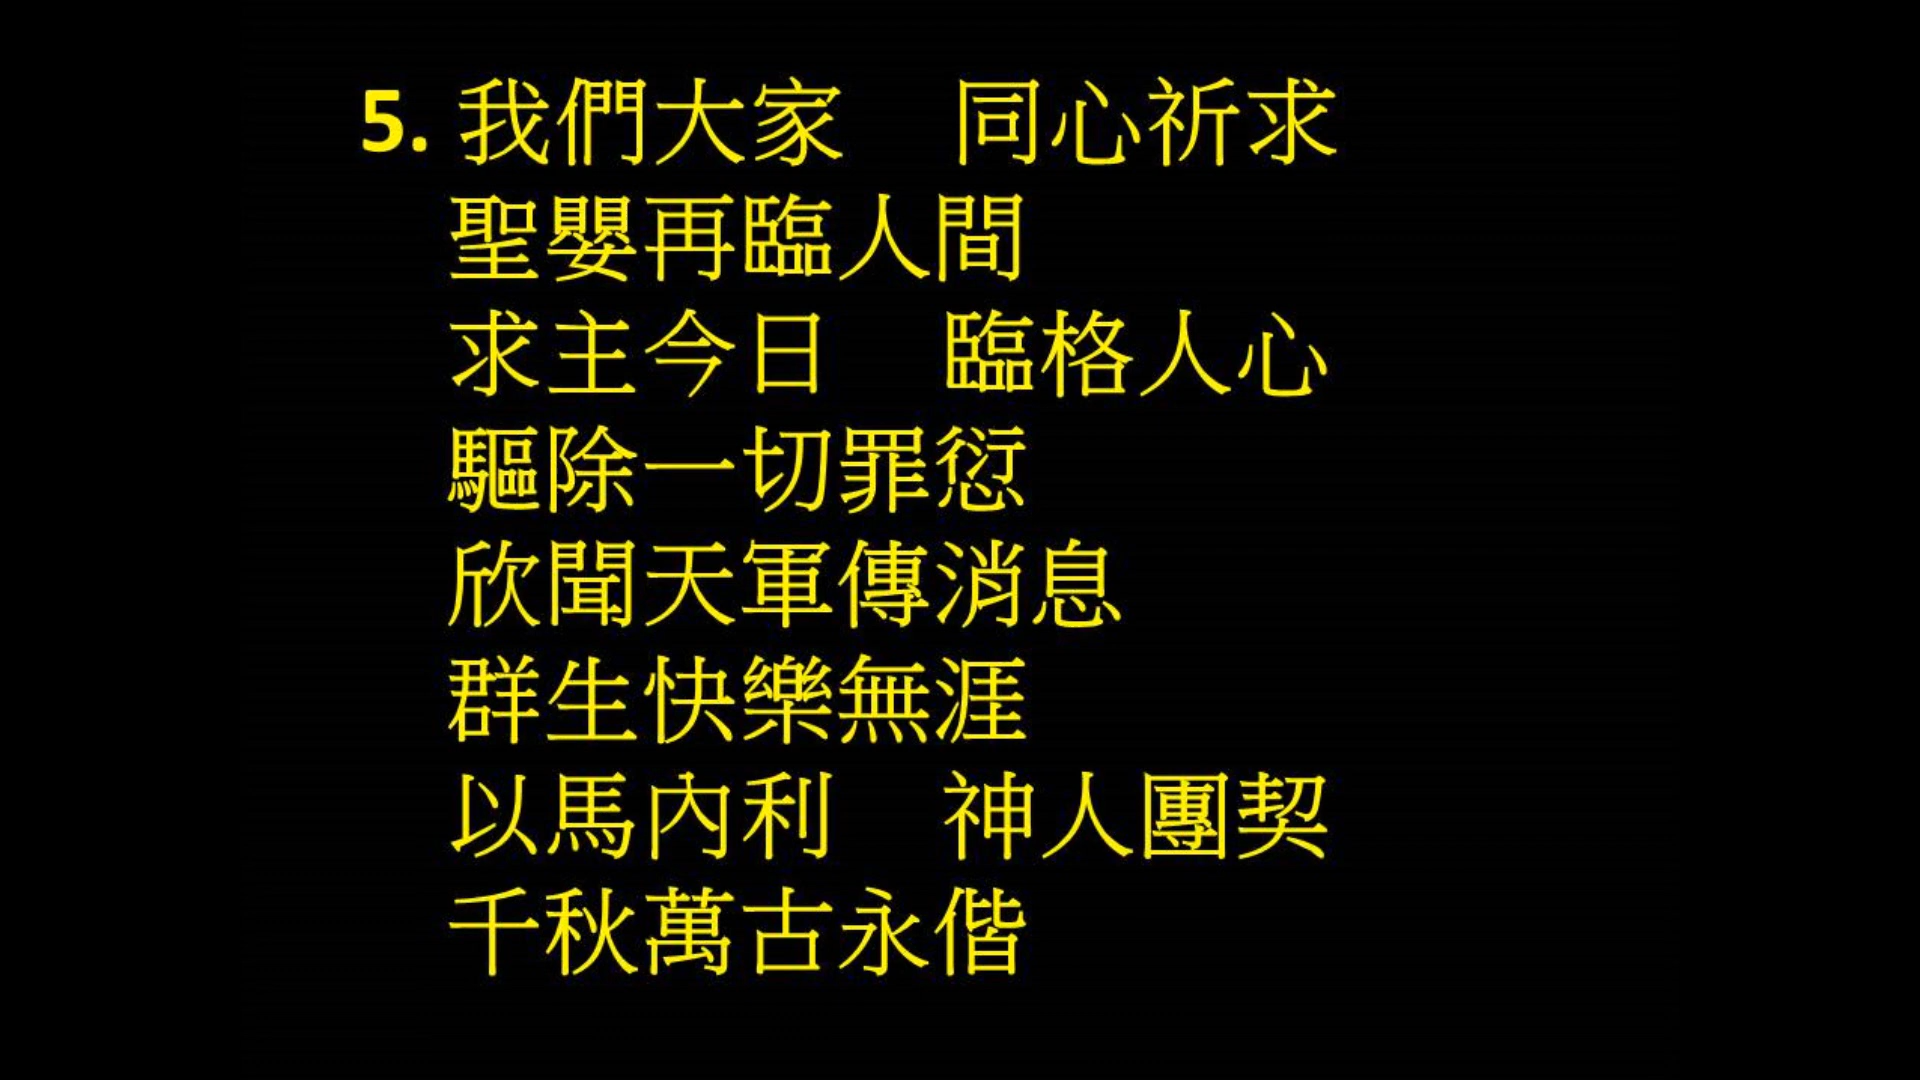 5. 我們大家　同心祈求
聖嬰再臨人間
求主今日　臨格人心
驅除一切罪愆
欣聞天軍傳消息
群生快樂無涯
以馬內利　神人團契
千秋萬古永偕